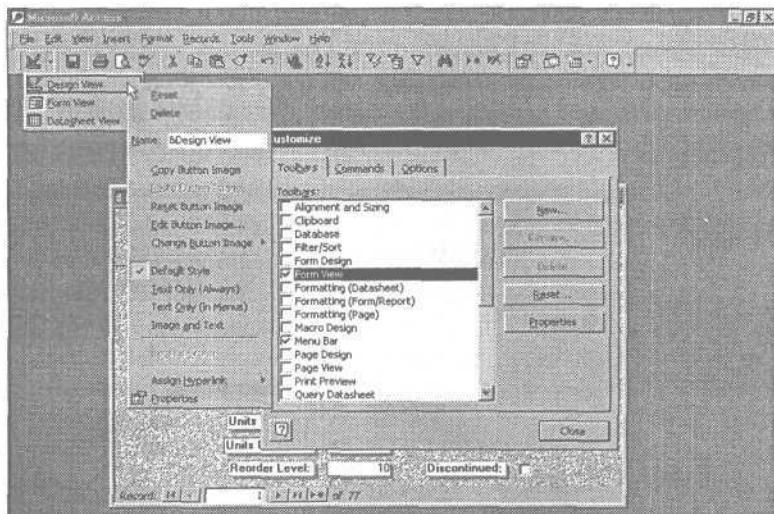 Microsoft Access
File Edit View Insert Format Records Tools Window Help
Design View
Form View
Datasheet View
Reset
Delete
Name: &Design View
Copy Button Image
Reset Button Image
Edit Button Image...
Change Button Image
Default Style
Text Only (Always)
Text Only (in Menus)
Image and Text
Assign Hyperlink
Properties
ustomize
Toolbars Commands Options
Toolbars:
Alignment and Sizing
Clipboard
Database
Filter/Sort
Form Design
Form View
Formatting (Datasheet)
Formatting (Form/Report)
Formatting (Page)
Macro Design
Menu Bar
Page Design
Page View
Print Preview
Query Datasheet
New...
Delete
Reset...
Properties
Close
Units
Units
Reorder Level: 10 Discontinued:
Record: 1 of 77